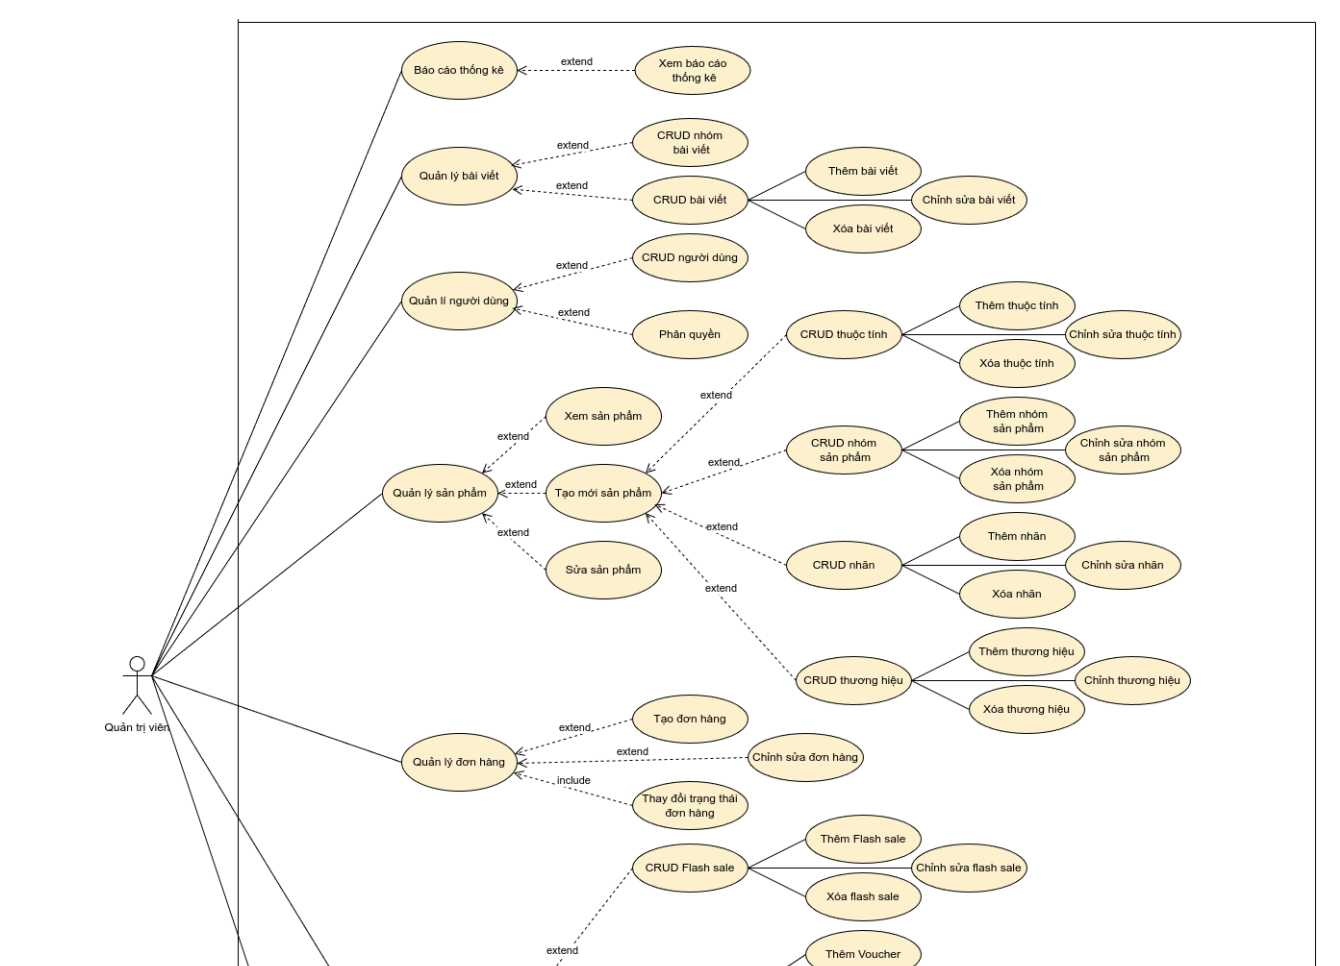 Báo cáo thống kê
extend
Xem báo cáo
thống kê
Quản lý bài viết
extend
CRUD nhóm
bài viết
extend
CRUD bài viết
Thêm bài viết
Chỉnh sửa bài viết
Xóa bài viết
Quản lí người dùng
extend
CRUD người dùng
extend
Phân quyền
CRUD thuộc tính
Thêm thuộc tính
Chỉnh sửa thuộc tính
Xóa thuộc tính
extend
Xem sản phẩm
extend
Quản lý sản phẩm
extend
Tạo mới sản phẩm
extend
Sửa sản phẩm
extend
CRUD nhóm
sản phẩm
Thêm nhóm
sản phẩm
Chỉnh sửa nhóm
sản phẩm
Xóa nhóm
sản phẩm
extend
CRUD nhãn
Thêm nhãn
Chỉnh sửa nhãn
Xóa nhãn
extend
CRUD thương hiệu
Thêm thương hiệu
Chỉnh thương hiệu
Xóa thương hiệu
Quản trị viên
Quản lý đơn hàng
extend
Tạo đơn hàng
extend
Chỉnh sửa đơn hàng
include
Thay đổi trạng thái
đơn hàng
CRUD Flash sale
Thêm Flash sale
Chỉnh sửa flash sale
Xóa flash sale
extend
Thêm Voucher